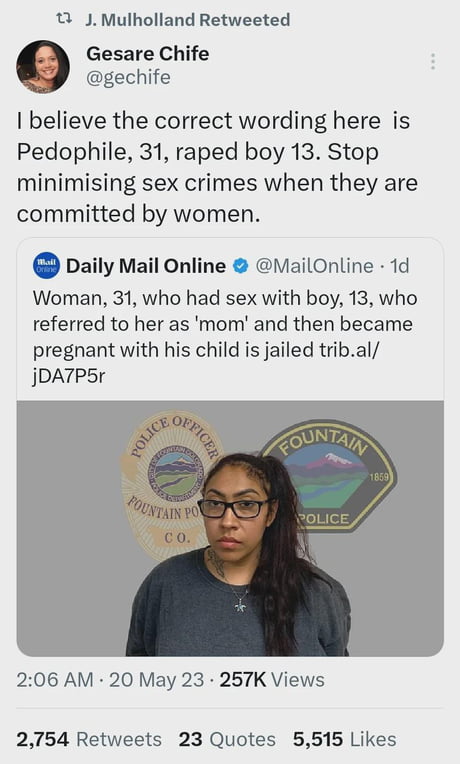 J. Mulholland Retweeted
Gesare Chife
@gechife
I believe the correct wording here is
Pedophile, 31, raped boy 13. Stop
minimising sex crimes when they are
committed by women.
Mail
Online
Daily Mail Online @MailOnline · 1d
Woman, 31, who had sex with boy, 13, who
referred to her as 'mom' and then became
pregnant with his child is jailed trib.al/
jDA7P5r
POLICE OFFICER
FOUNTAIN PO
CO.
FOUNTAIN
1859
POLICE
2:06 AM · 20 May 23 · 257K Views
2,754 Retweets 23 Quotes 5,515 Likes